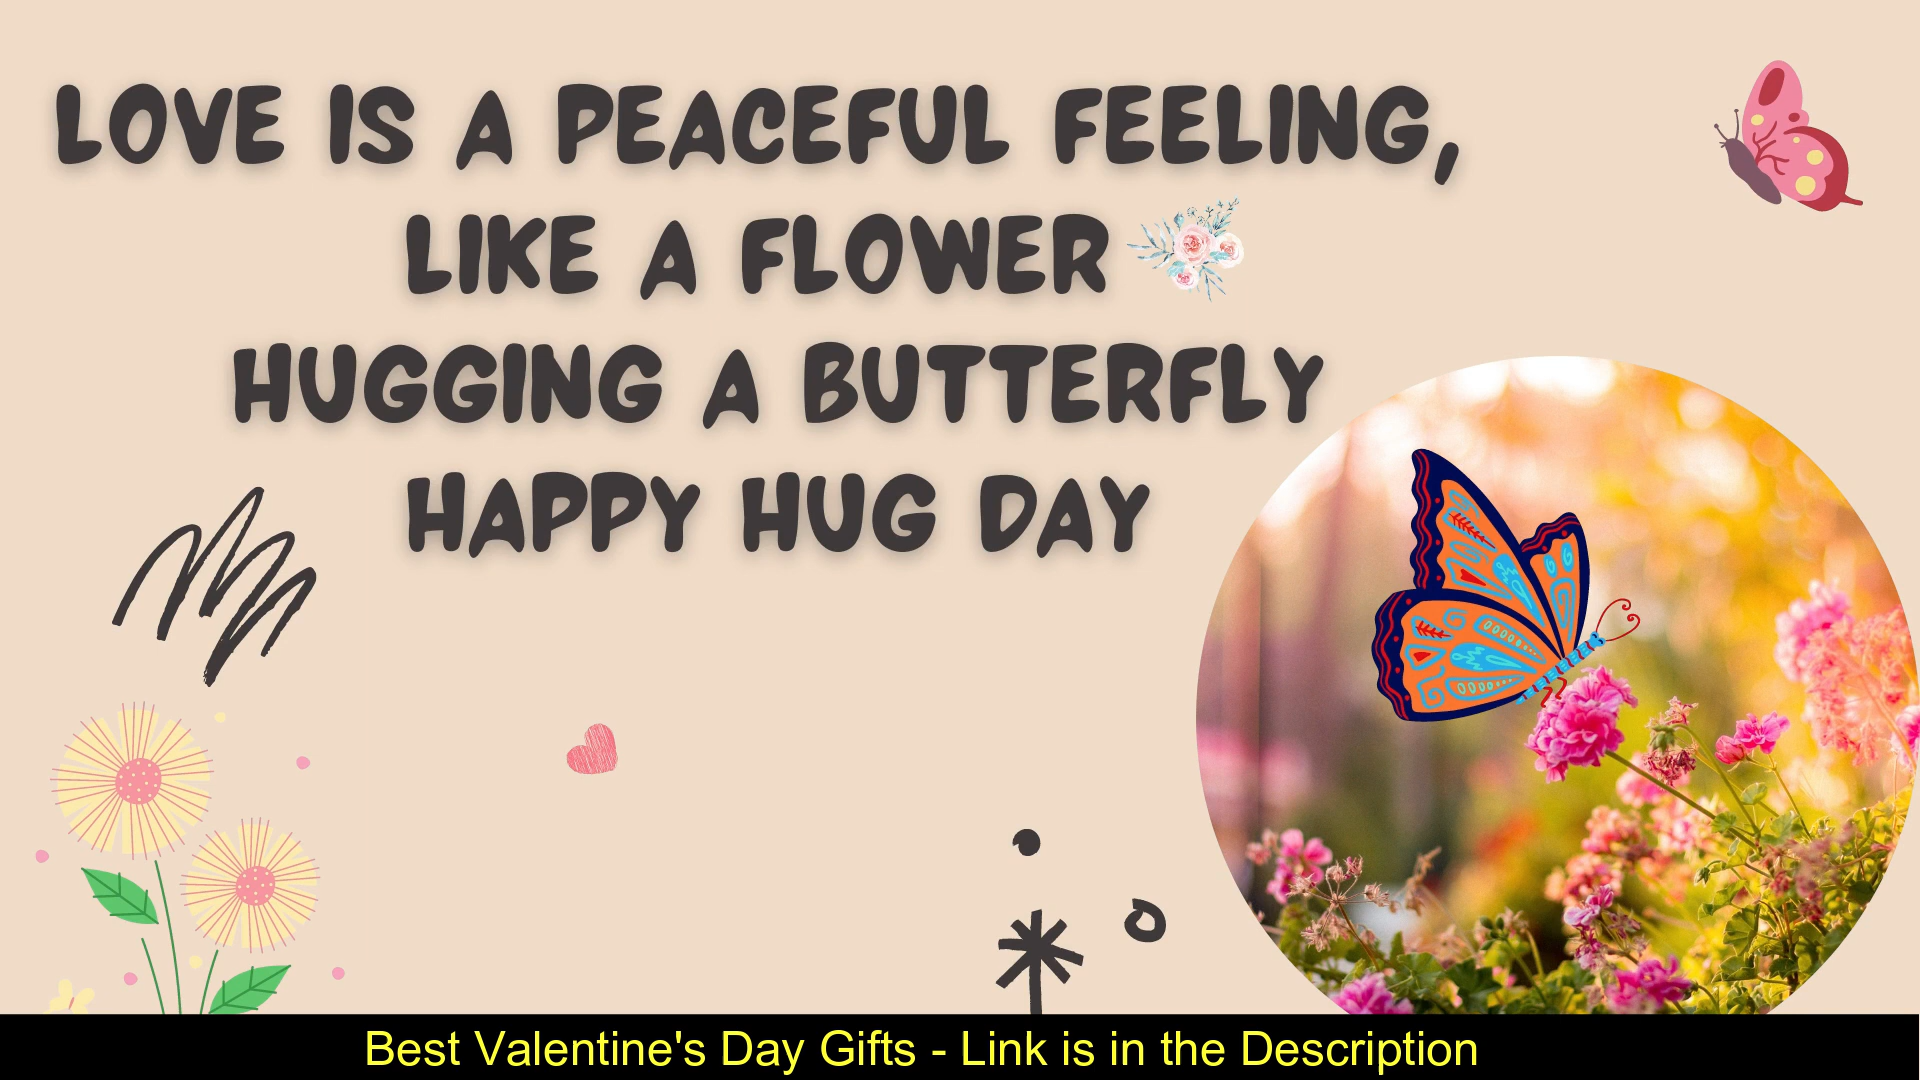 LOVE IS A PEACEFUL FEELING,
LIKE A FLOWER
HUGGING A BUTTERFLY
HAPPY HUG DAY
Best Valentine's Day Gifts - Link is in the Description